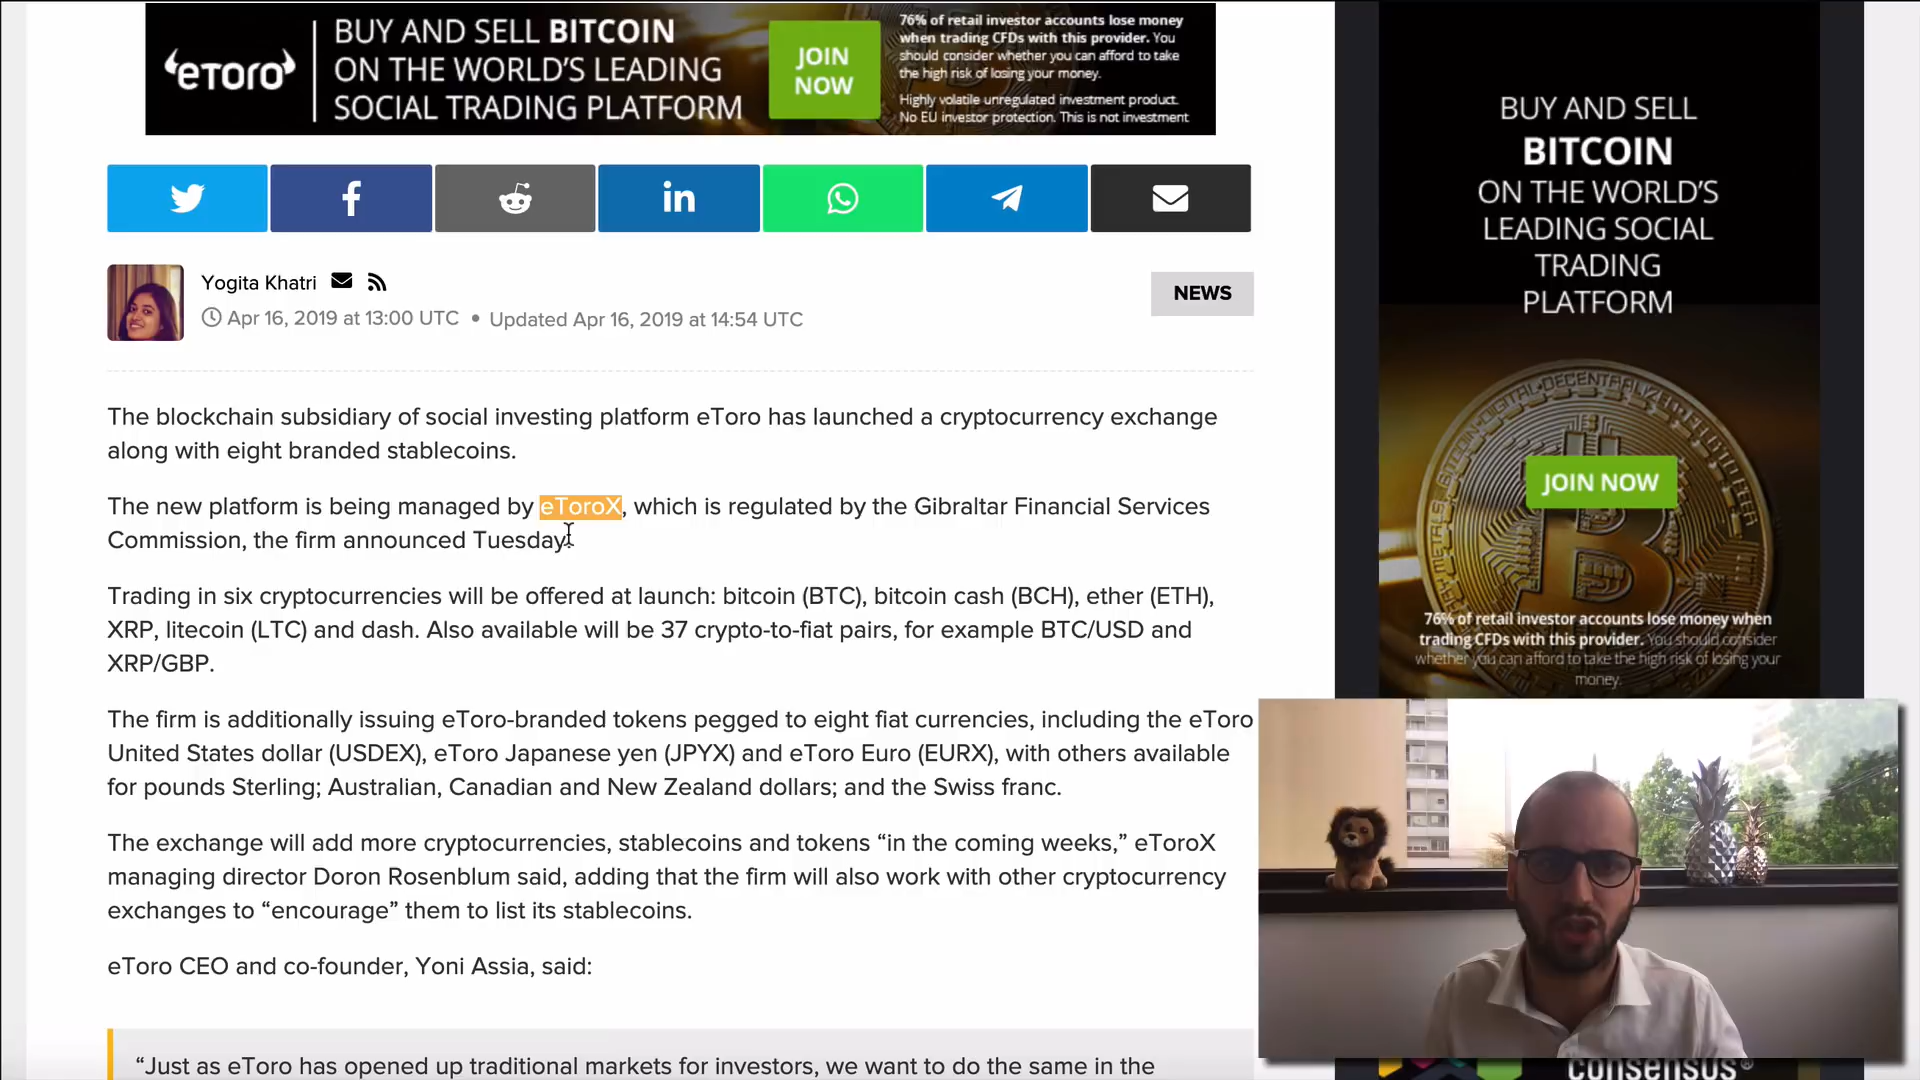 eToro
BUY AND SELL BITCOIN
ON THE WORLD'S LEADING
SOCIAL TRADING PLATFORM
JOIN
NOW
76% of retail investor accounts lose money
when trading CFDs with this provider. You
should consider whether you can afford to take
the high risk of losing your money.
Highly volatile unregulated investment product.
No EU investor protection. This is not investment
Yogita Khatri
Apr 16, 2019 at 13:00 UTC • Updated Apr 16, 2019 at 14:54 UTC
NEWS
The blockchain subsidiary of social investing platform eToro has launched a cryptocurrency exchange
along with eight branded stablecoins.
The new platform is being managed by eToroX, which is regulated by the Gibraltar Financial Services
Commission, the firm announced Tuesday.
Trading in six cryptocurrencies will be offered at launch: bitcoin (BTC), bitcoin cash (BCH), ether (ETH),
XRP, litecoin (LTC) and dash. Also available will be 37 crypto-to-fiat pairs, for example BTC/USD and
XRP/GBP.
The firm is additionally issuing eToro-branded tokens pegged to eight fiat currencies, including the eToro
United States dollar (USDEX), eToro Japanese yen (JPYX) and eToro Euro (EURX), with others available
for pounds Sterling; Australian, Canadian and New Zealand dollars; and the Swiss franc.
The exchange will add more cryptocurrencies, stablecoins and tokens “in the coming weeks,” eToroX
managing director Doron Rosenblum said, adding that the firm will also work with other cryptocurrency
exchanges to “encourage” them to list its stablecoins.
eToro CEO and co-founder, Yoni Assia, said:
“Just as eToro has opened up traditional markets for investors, we want to do the same in the
BUY AND SELL
BITCOIN
ON THE WORLD'S
LEADING SOCIAL
TRADING
PLATFORM
JOIN NOW
76% of retail investor accounts lose money when
trading CFDs with this provider. You should consider
whether you can afford to take the high risk of losing your
money.
consensus